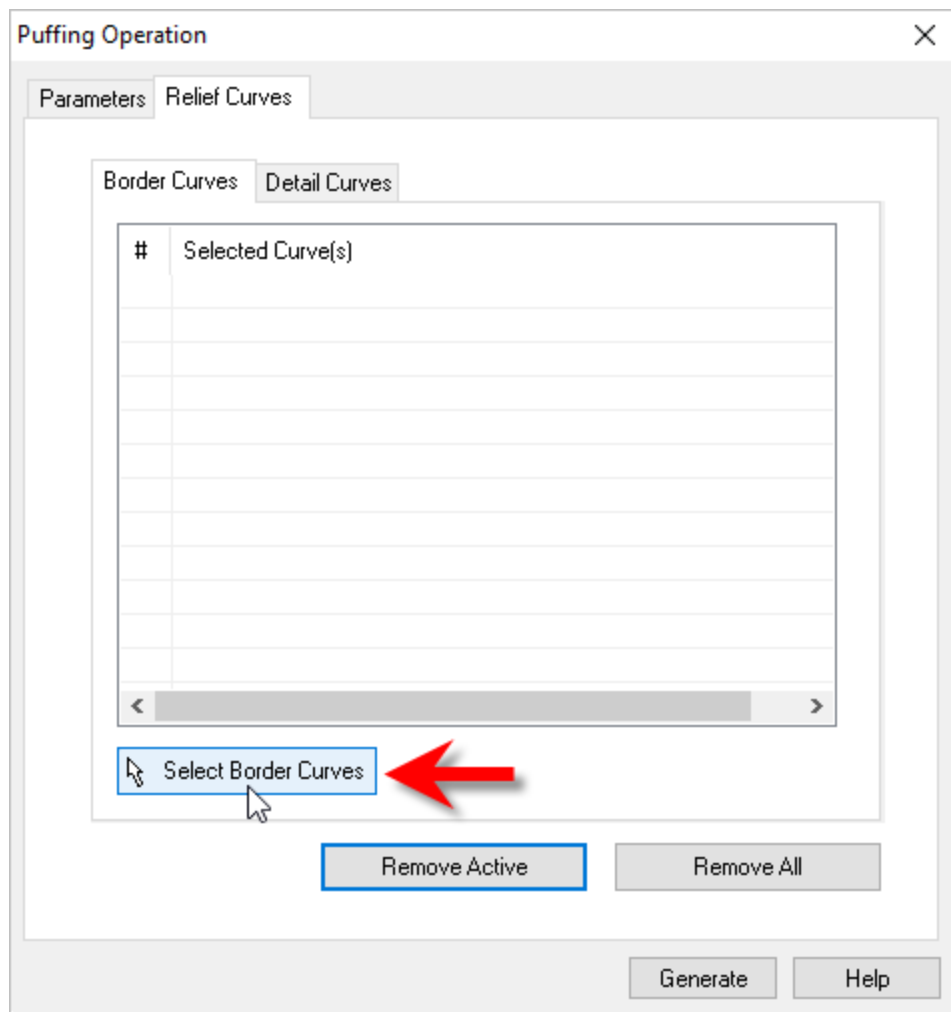 Puffing Operation
Parameters Relief Curves
Border Curves Detail Curves
# Selected Curve(s)
Select Border Curves
Remove Active Remove All
Generate Help